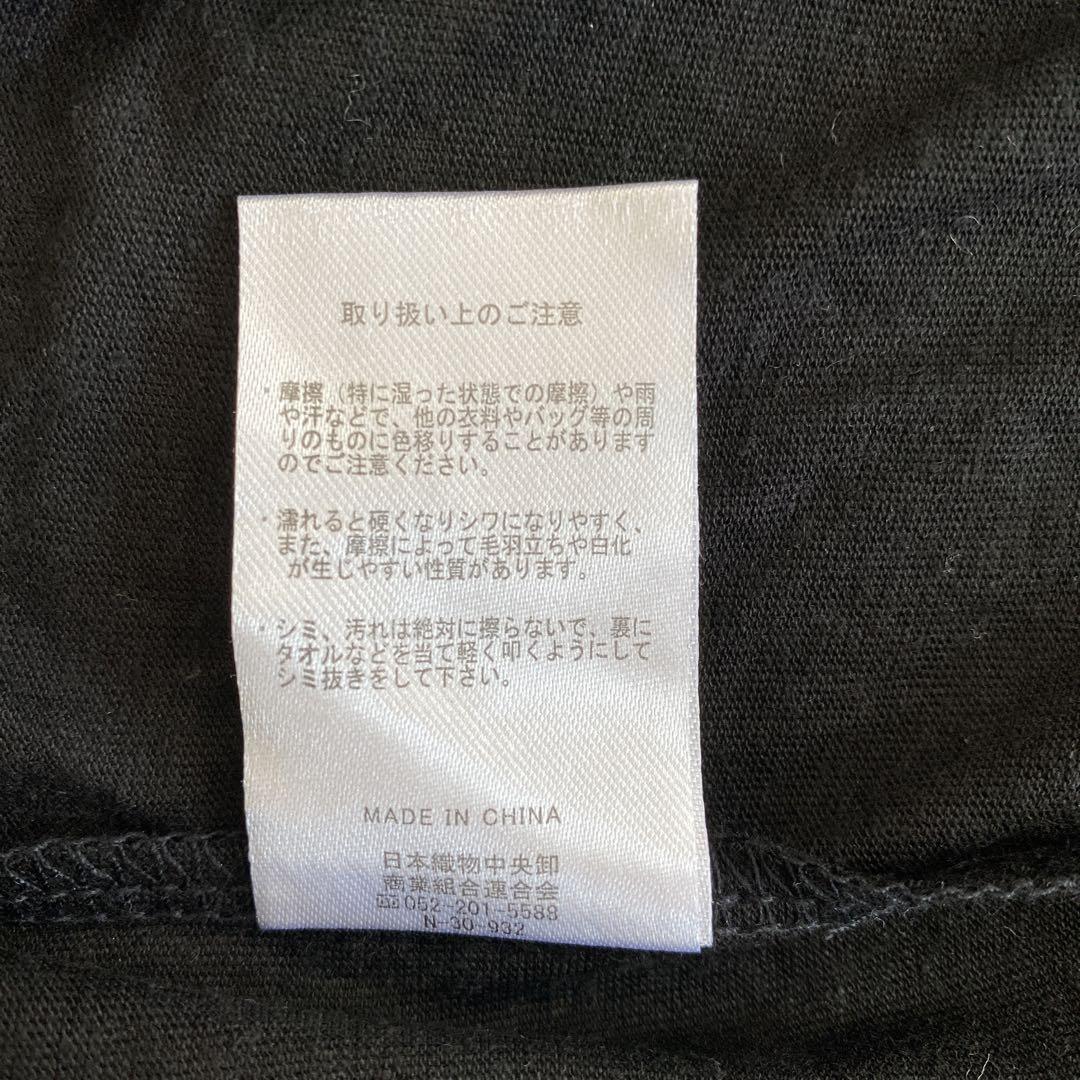 取り扱い上のご注意
・摩擦（特に湿った状態での摩擦）や雨
や汗などで、他の衣料やバッグ等の周
りのものに色移りすることがあります
のでご注意ください。
・濡れると硬くなりシワになりやすく、
また、摩擦によって毛羽立ちや白化
が生じやすい性質があります。
・シミ、汚れは絶対に擦らないで、裏に
タオルなどを当て軽く叩くようにして
シミ抜きをして下さい。
MADE IN CHINA
日本織物中央卸
商業組合連合会
052-201-5588
N-30-932